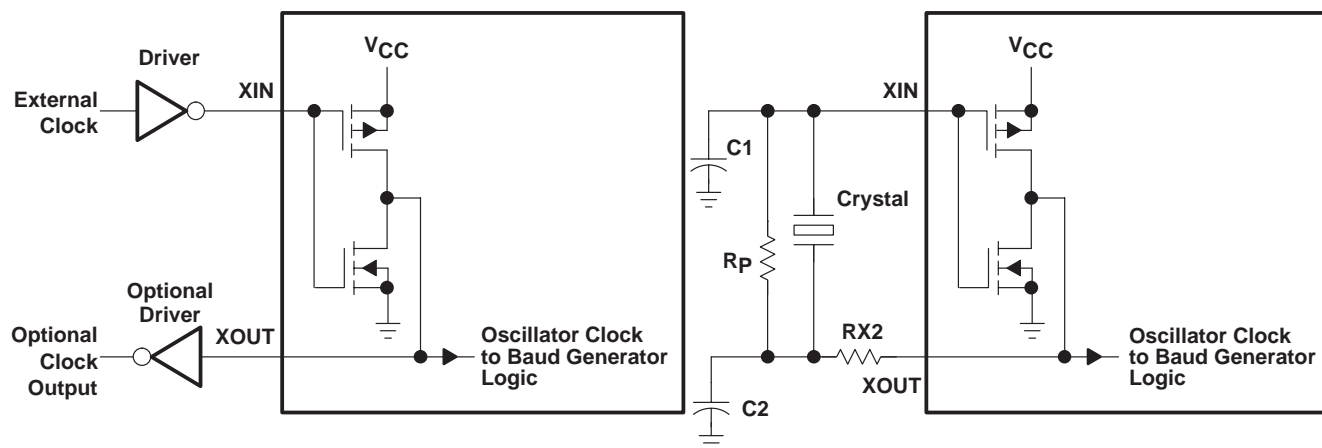 VCC
Driver
XIN
External
Clock
Optional
Driver
XOUT
Optional
Clock
Output
Oscillator Clock
to Baud Generator
Logic
VCC
XIN
C1
Crystal
RP
RX2
XOUT
C2
Oscillator Clock
to Baud Generator
Logic